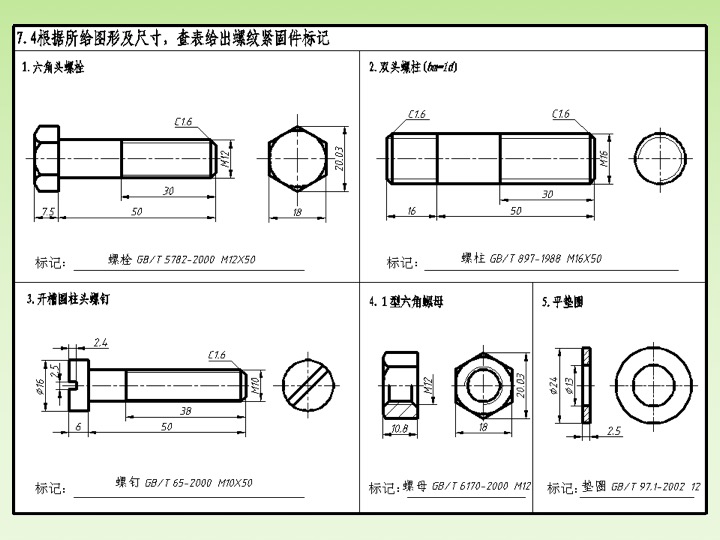 7.4根据所给图形及尺寸，查表给出螺纹紧固件标记
1.六角头螺栓
C1.6
M12
20.03
30
7.5
50
18
标记： 螺栓 GB/T 5782-2000 M12X50
2.双头螺柱(bm=1d)
C1.6
C1.6
M16
30
16
50
标记： 螺柱 GB/T 897-1988 M16X50
3.开槽圆柱头螺钉
2.4
C1.6
2.5
φ16
M10
38
6
50
标记： 螺钉 GB/T 65-2000 M10X50
4.1型六角螺母
M12
20.03
10.8
18
标记：螺母 GB/T 6170-2000 M12
5.平垫圈
φ24
φ13
2.5
标记：垫圈 GB/T 97.1-2002 12